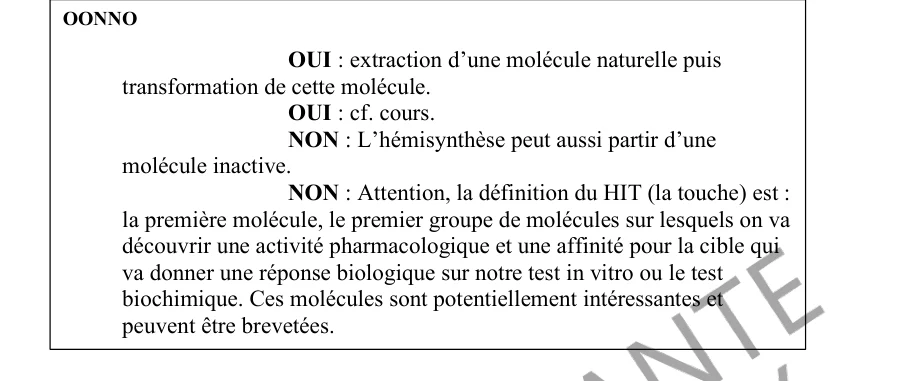 OONNO
OUI : extraction d’une molécule naturelle puis
transformation de cette molécule.
OUI : cf. cours.
NON : L’hémisynthèse peut aussi partir d’une
molécule inactive.
NON : Attention, la définition du HIT (la touche) est :
la première molécule, le premier groupe de molécules sur lesquels on va
découvrir une activité pharmacologique et une affinité pour la cible qui
va donner une réponse biologique sur notre test in vitro ou le test
biochimique. Ces molécules sont potentiellement intéressantes et
peuvent être brevetées.